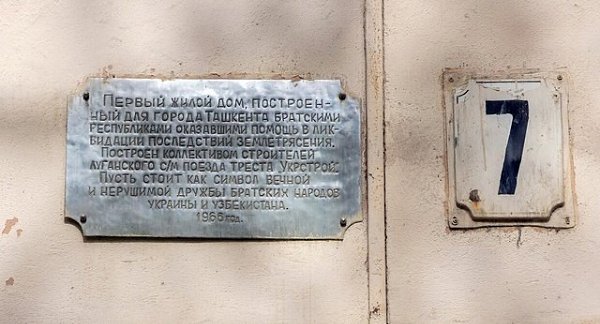 Первый жилой дом, построен-
ный для города Ташкента братскими
республиками оказавшими помощь в лик-
видации последствий землетрясения.
Построен коллективом строителей
Луганского с/м поезда треста Укрстрой.
Пусть стоит как символ вечной
и нерушимой дружбы братских народов
Украины и Узбекистана.
1966 год.
7